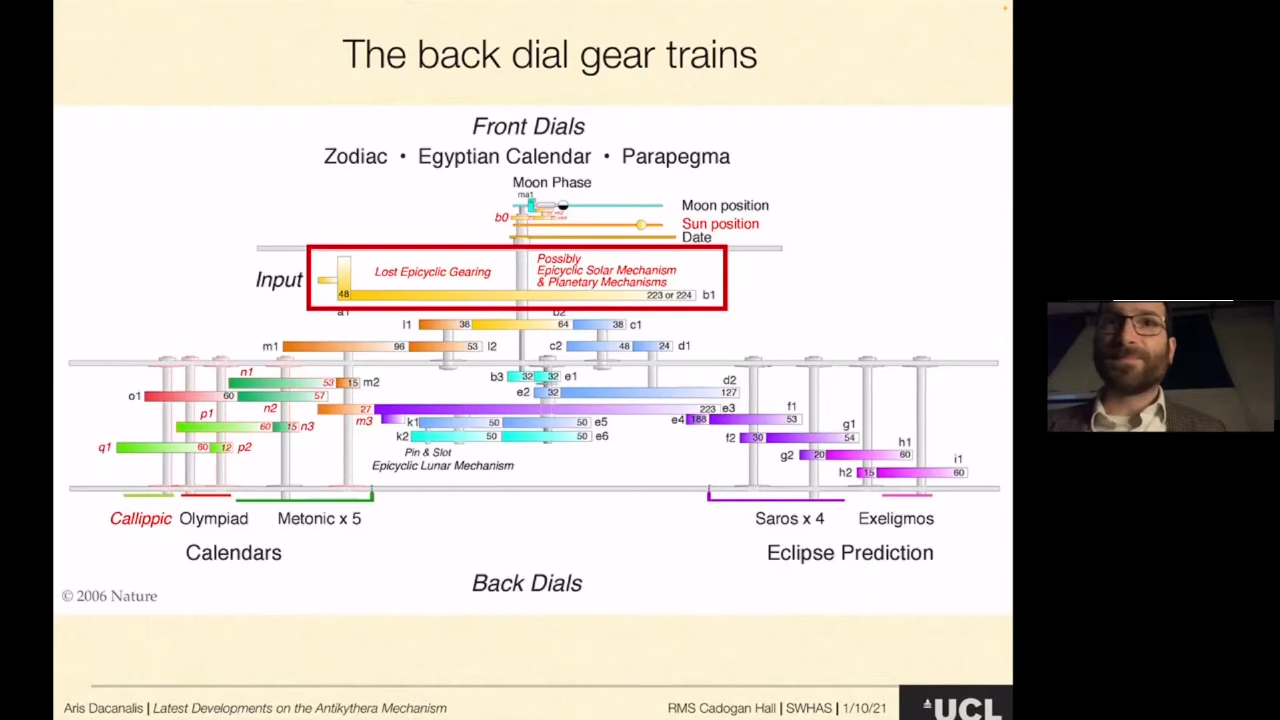 The back dial gear trains
Front Dials
Zodiac • Egyptian Calendar • Parapegma
Moon Phase
ma1
Moon position
b0
Sun position
Date
Input
Lost Epicyclic Gearing
Possibly
Epicyclic Solar Mechanism
& Planetary Mechanisms
48
223 or 224
b1
a1
b2
l1 38 64 38 c1
m1 96 53 l2 c2 48 24 d1
b3 32 32 e1
n1 53 15 m2
d2
o1 60 57 e2 32 127
p1 n2 27 223 e3 f1
m3 e4 188 53
60 15 n3 k1 50 50 e5
g1
k2 50 50 e6 f2 30 54
q1 60 12 p2
h1
Pin & Slot
g2 20 60
Epicyclic Lunar Mechanism
i1
h2 15 60
Callippic Olympiad Metonic x 5 Saros x 4 Exeligmos
Calendars Eclipse Prediction
Back Dials
© 2006 Nature
Aris Dacanalis | Latest Developments on the Antikythera Mechanism
RMS Cadogan Hall | SWHAS | 1/10/21
UCL